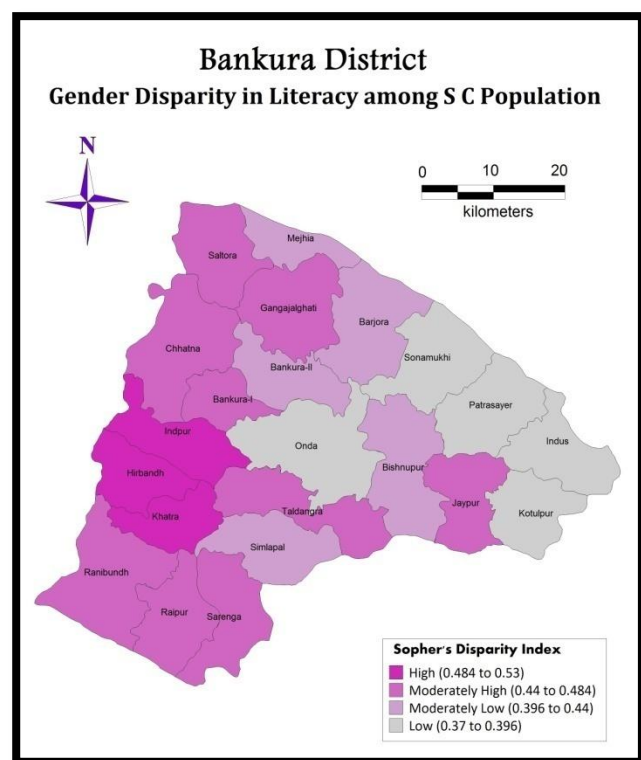 Bankura District
Gender Disparity in Literacy among S C Population
N
0 10 20
kilometers
Mejhia
Saltora
Gangajalghati
Barjora
Chhatna
Sonamukhi
Bankura-II
Bankura-I
Patrasayer
Indpur
Onda
Indus
Bishnupur
Hirbandh
Jaypur
Khatra
Taldangra
Kotulpur
Simlapal
Ranibundh
Raipur
Sarenga
Sopher's Disparity Index
High (0.484 to 0.53)
Moderately High (0.44 to 0.484)
Moderately Low (0.396 to 0.44)
Low (0.37 to 0.396)